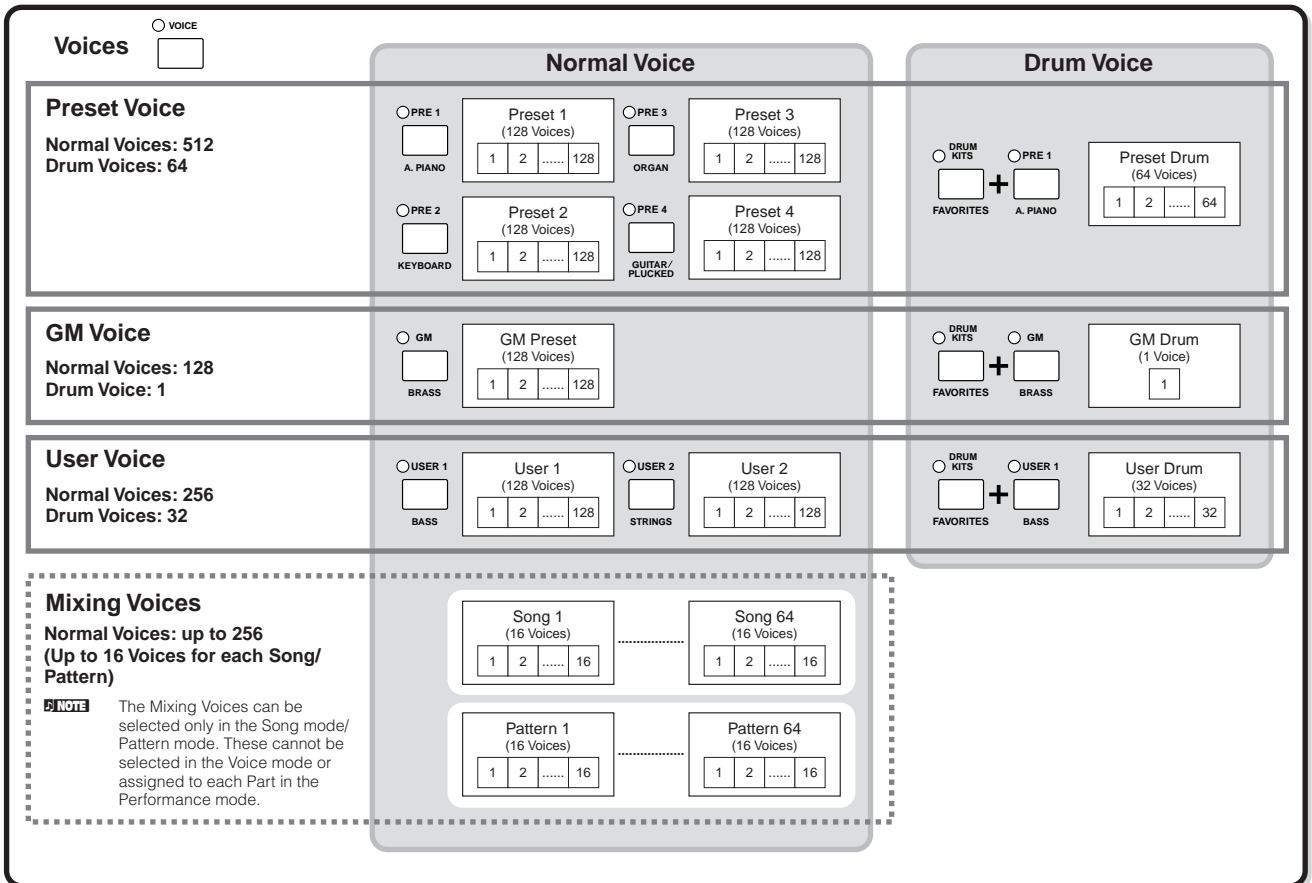 Voices
VOICE
Normal Voice
Drum Voice
Preset Voice
Normal Voices: 512
Drum Voices: 64
PRE 1
A. PIANO
Preset 1
(128 Voices)
1 2 ...... 128
PRE 3
ORGAN
Preset 3
(128 Voices)
1 2 ...... 128
PRE 2
KEYBOARD
Preset 2
(128 Voices)
1 2 ...... 128
PRE 4
GUITAR/
PLUCKED
Preset 4
(128 Voices)
1 2 ...... 128
DRUM
KITS
FAVORITES
+
PRE 1
A. PIANO
Preset Drum
(64 Voices)
1 2 ...... 64
GM Voice
Normal Voices: 128
Drum Voice: 1
GM
BRASS
GM Preset
(128 Voices)
1 2 ...... 128
DRUM
KITS
FAVORITES
+
GM
BRASS
GM Drum
(1 Voice)
1
User Voice
Normal Voices: 256
Drum Voices: 32
USER 1
BASS
User 1
(128 Voices)
1 2 ...... 128
USER 2
STRINGS
User 2
(128 Voices)
1 2 ...... 128
DRUM
KITS
FAVORITES
+
USER 1
BASS
User Drum
(32 Voices)
1 2 ...... 32
Mixing Voices
Normal Voices: up to 256
(Up to 16 Voices for each Song/
Pattern)
NOTE
The Mixing Voices can be
selected only in the Song mode/
Pattern mode. These cannot be
selected in the Voice mode or
assigned to each Part in the
Performance mode.
Song 1
(16 Voices)
1 2 ...... 16
Song 64
(16 Voices)
1 2 ...... 16
Pattern 1
(16 Voices)
1 2 ...... 16
Pattern 64
(16 Voices)
1 2 ...... 16